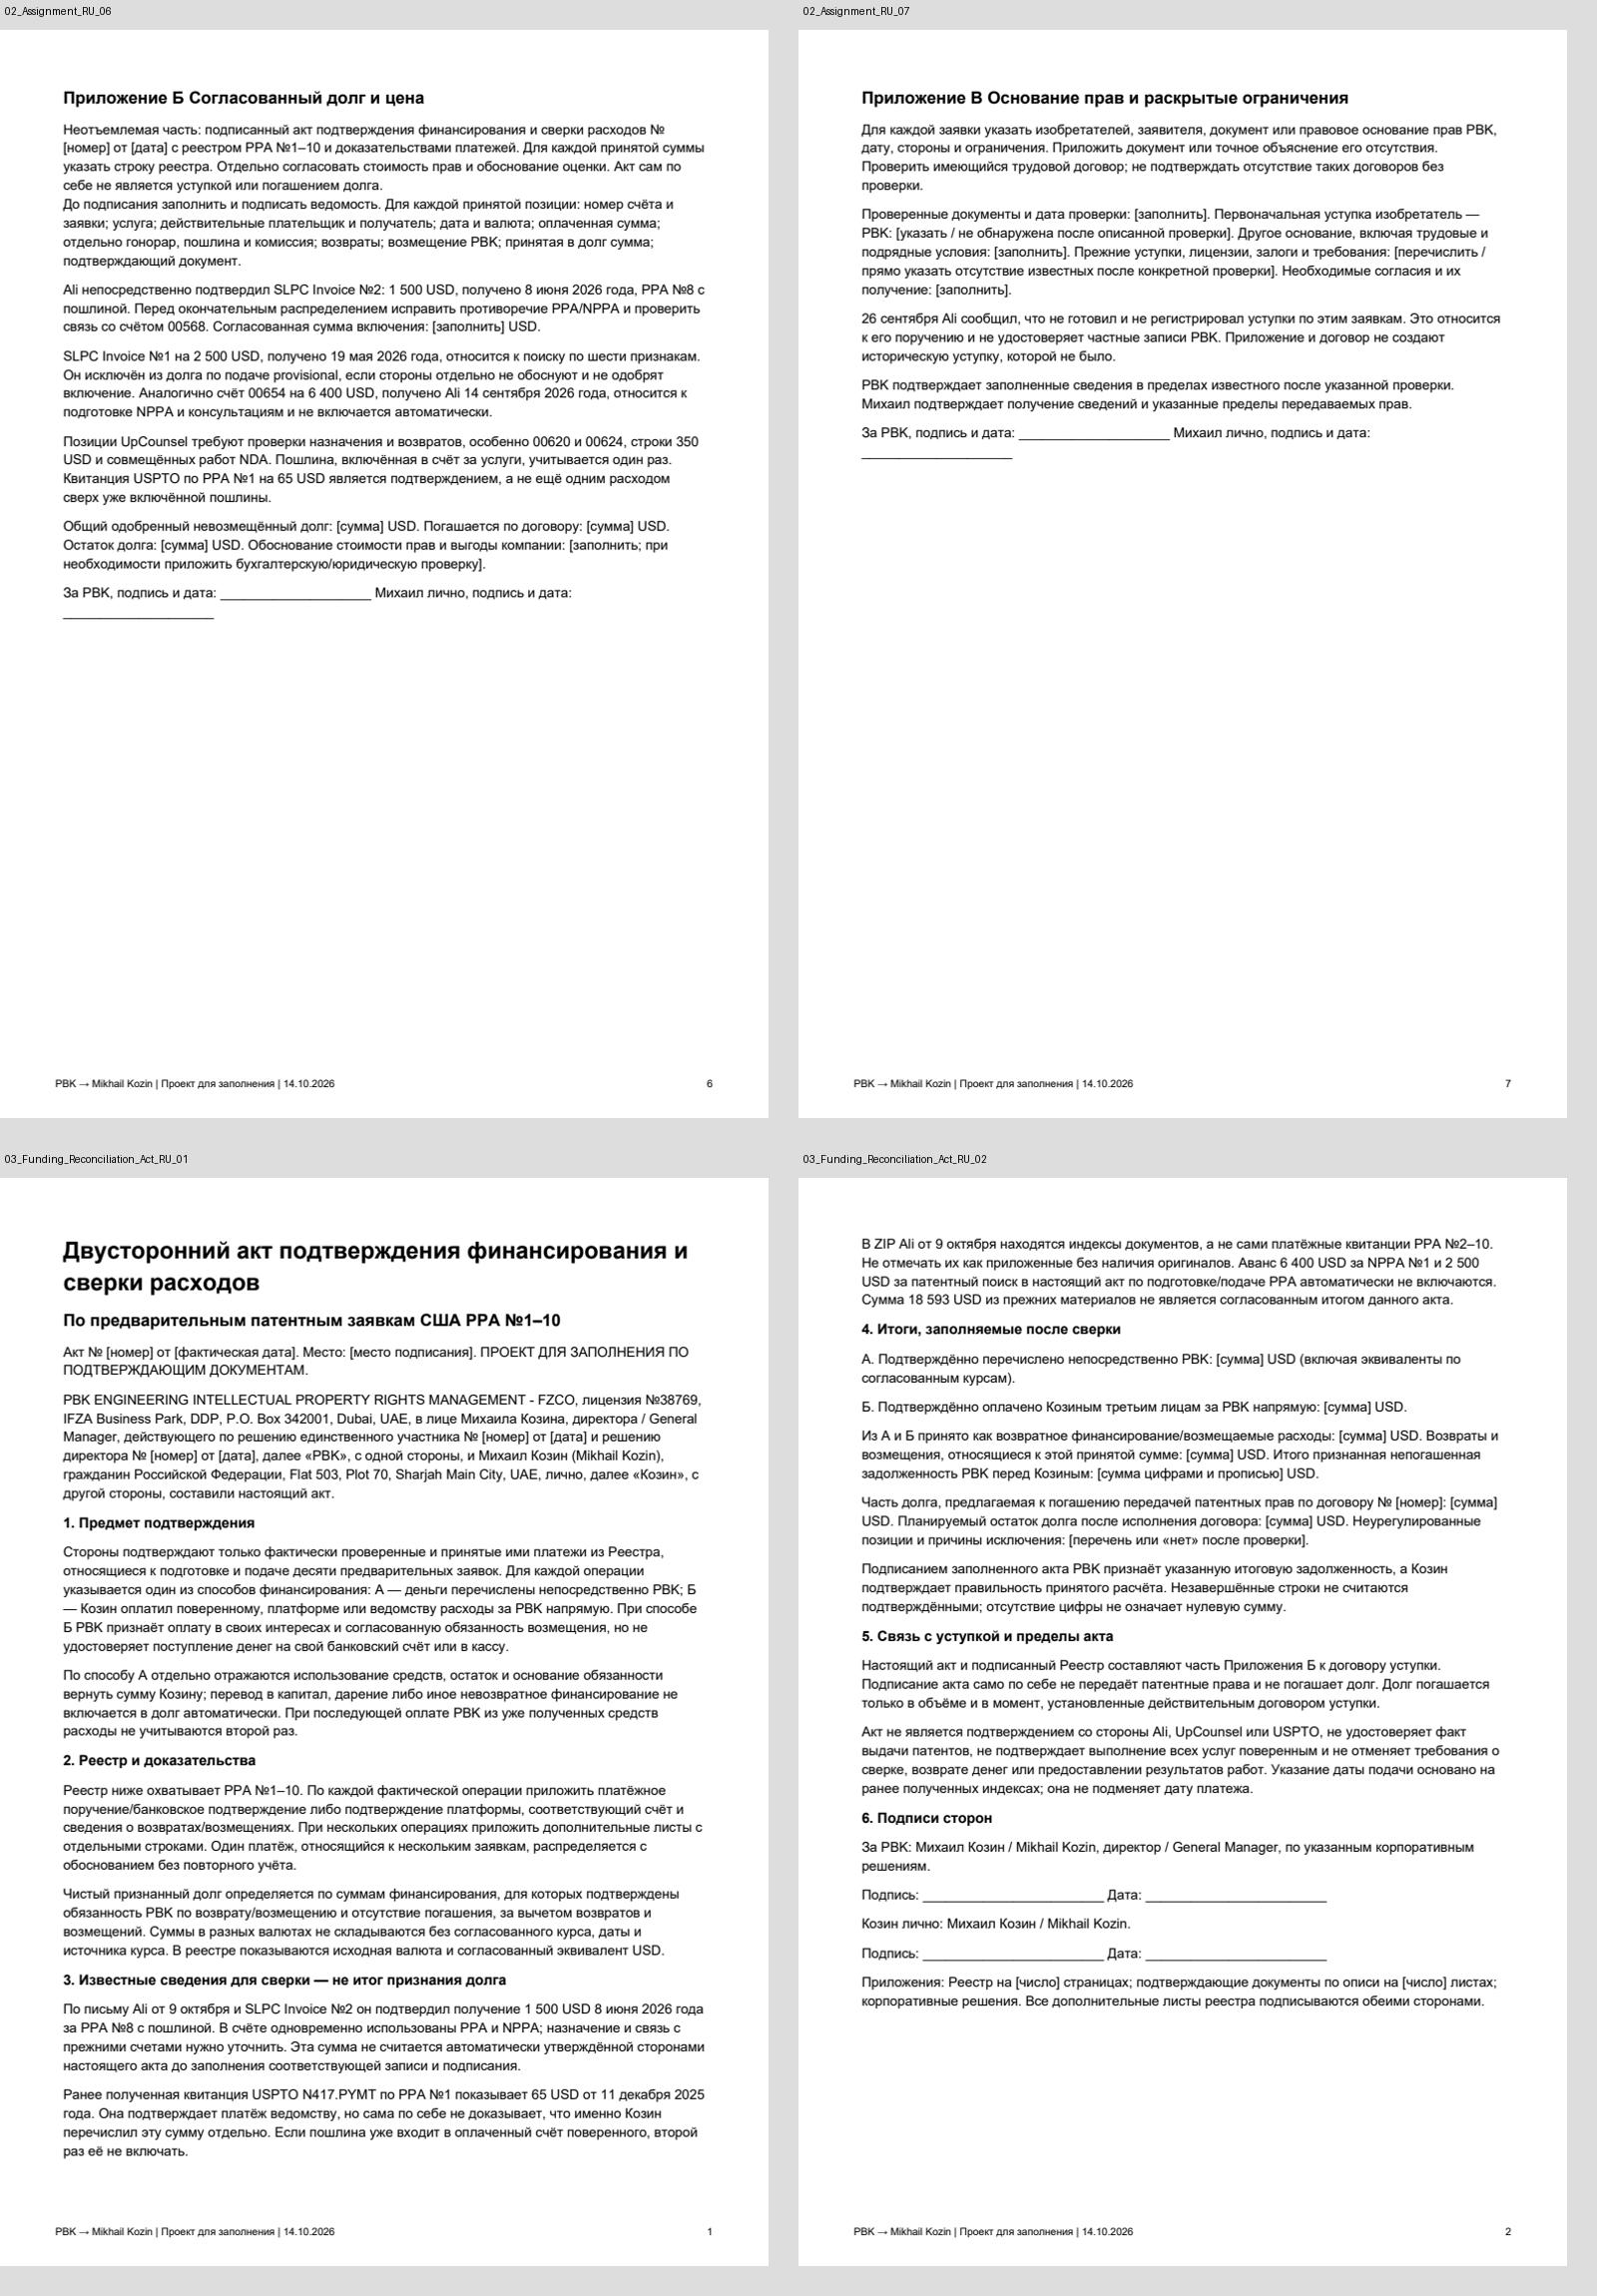 02_Assignment_RU_06
Приложение Б Согласованный долг и цена
Неотъемлемая часть: подписанный акт подтверждения финансирования и сверки расходов №
[номер] от [дата] с реестром PPA №1–10 и доказательствами платежей. Для каждой принятой суммы
указать строку реестра. Отдельно согласовать стоимость прав и обоснование оценки. Акт сам по
себе не является уступкой или погашением долга.
До подписания заполнить и подписать ведомость. Для каждой принятой позиции: номер счёта и
заявки; услуга; действительные плательщик и получатель; дата и валюта; оплаченная сумма;
отдельно гонорар, пошлина и комиссия; возвраты; возмещение PBK; принятая в долг сумма;
подтверждающий документ.
Ali непосредственно подтвердил SLPC Invoice №2: 1 500 USD, получено 8 июня 2026 года, PPA №8 с
пошлиной. Перед окончательным распределением исправить противоречие PPA/NPPA и проверить
связь со счётом 00568. Согласованная сумма включения: [заполнить] USD.
SLPC Invoice №1 на 2 500 USD, получено 19 мая 2026 года, относится к поиску по шести признакам.
Он исключён из долга по подаче provisional, если стороны отдельно не обоснуют и не одобрят
включение. Аналогично счёт 00654 на 6 400 USD, получено Ali 14 сентября 2026 года, относится к
подготовке NPPA и консультациям и не включается автоматически.
Позиции UpCounsel требуют проверки назначения и возвратов, особенно 00620 и 00624, строки 350
USD и совмещённых работ NDA. Пошлина, включённая в счёт за услуги, учитывается один раз.
Квитанция USPTO по PPA №1 на 65 USD является подтверждением, а не ещё одним расходом
сверх уже включённой пошлины.
Общий одобренный невозмещённый долг: [сумма] USD. Погашается по договору: [сумма] USD.
Остаток долга: [сумма] USD. Обоснование стоимости прав и выгоды компании: [заполнить; при
необходимости приложить бухгалтерскую/юридическую проверку].
За PBK, подпись и дата: ____________________ Михаил лично, подпись и дата:
____________________
PBK → Mikhail Kozin | Проект для заполнения | 14.10.2026
6
02_Assignment_RU_07
Приложение В Основание прав и раскрытые ограничения
Для каждой заявки указать изобретателей, заявителя, документ или правовое основание прав PBK,
дату, стороны и ограничения. Приложить документ или точное объяснение его отсутствия.
Проверить имеющийся трудовой договор; не подтверждать отсутствие таких договоров без
проверки.
Проверенные документы и дата проверки: [заполнить]. Первоначальная уступка изобретатель —
PBK: [указать / не обнаружена после описанной проверки]. Другое основание, включая трудовые и
подрядные условия: [заполнить]. Прежние уступки, лицензии, залоги и требования: [перечислить /
прямо указать отсутствие известных после конкретной проверки]. Необходимые согласия и их
получение: [заполнить].
26 сентября Ali сообщил, что не готовил и не регистрировал уступки по этим заявкам. Это относится
к его поручению и не удостоверяет частные записи PBK. Приложение и договор не создают
историческую уступку, которой не было.
PBK подтверждает заполненные сведения в пределах известного после указанной проверки.
Михаил подтверждает получение сведений и указанные пределы передаваемых прав.
За PBK, подпись и дата: ____________________ Михаил лично, подпись и дата:
____________________
PBK → Mikhail Kozin | Проект для заполнения | 14.10.2026
7
03_Funding_Reconciliation_Act_RU_01
Двусторонний акт подтверждения финансирования и
сверки расходов
По предварительным патентным заявкам США PPA №1–10
Акт № [номер] от [фактическая дата]. Место: [место подписания]. ПРОЕКТ ДЛЯ ЗАПОЛНЕНИЯ ПО
ПОДТВЕРЖДАЮЩИМ ДОКУМЕНТАМ.
PBK ENGINEERING INTELLECTUAL PROPERTY RIGHTS MANAGEMENT - FZCO, лицензия №38769,
IFZA Business Park, DDP, P.O. Box 342001, Dubai, UAE, в лице Михаила Козина, директора / General
Manager, действующего по решению единственного участника № [номер] от [дата] и решению
директора № [номер] от [дата], далее «PBK», с одной стороны, и Михаил Козин (Mikhail Kozin),
гражданин Российской Федерации, Flat 503, Plot 70, Sharjah Main City, UAE, лично, далее «Козин», с
другой стороны, составили настоящий акт.
1. Предмет подтверждения
Стороны подтверждают только фактически проверенные и принятые ими платежи из Реестра,
относящиеся к подготовке и подаче десяти предварительных заявок. Для каждой операции
указывается один из способов финансирования: А — деньги перечислены непосредственно PBK; Б
— Козин оплатил поверенному, платформе или ведомству расходы за PBK напрямую. При способе
Б PBK признаёт оплату в своих интересах и согласованную обязанность возмещения, но не
удостоверяет поступление денег на свой банковский счёт или в кассу.
По способу А отдельно отражаются использование средств, остаток и основание обязанности
вернуть сумму Козину; перевод в капитал, дарение либо иное невозвратное финансирование не
включается в долг автоматически. При последующей оплате PBK из уже полученных средств
расходы не учитываются второй раз.
2. Реестр и доказательства
Реестр ниже охватывает PPA №1–10. По каждой фактической операции приложить платёжное
поручение/банковское подтверждение либо подтверждение платформы, соответствующий счёт и
сведения о возвратах/возмещениях. При нескольких операциях приложить дополнительные листы с
отдельными строками. Один платёж, относящийся к нескольким заявкам, распределяется с
обоснованием без повторного учёта.
Чистый признанный долг определяется по суммам финансирования, для которых подтверждены
обязанность PBK по возврату/возмещению и отсутствие погашения, за вычетом возвратов и
возмещений. Суммы в разных валютах не складываются без согласованного курса, даты и
источника курса. В реестре показываются исходная валюта и согласованный эквивалент USD.
3. Известные сведения для сверки — не итог признания долга
По письму Ali от 9 октября и SLPC Invoice №2 он подтвердил получение 1 500 USD 8 июня 2026 года
за PPA №8 с пошлиной. В счёте одновременно использованы PPA и NPPA; назначение и связь с
прежними счетами нужно уточнить. Эта сумма не считается автоматически утверждённой сторонами
настоящего акта до заполнения соответствующей записи и подписания.
Ранее полученная квитанция USPTO N417.PYMT по PPA №1 показывает 65 USD от 11 декабря 2025
года. Она подтверждает платёж ведомству, но сама по себе не доказывает, что именно Козин
перечислил эту сумму отдельно. Если пошлина уже входит в оплаченный счёт поверенного, второй
раз её не включать.
PBK → Mikhail Kozin | Проект для заполнения | 14.10.2026
1
03_Funding_Reconciliation_Act_RU_02
В ZIP Ali от 9 октября находятся индексы документов, а не сами платёжные квитанции PPA №2–10.
Не отмечать их как приложенные без наличия оригиналов. Аванс 6 400 USD за NPPA №1 и 2 500
USD за патентный поиск в настоящий акт по подготовке/подаче PPA автоматически не включаются.
Сумма 18 593 USD из прежних материалов не является согласованным итогом данного акта.
4. Итоги, заполняемые после сверки
А. Подтверждённо перечислено непосредственно PBK: [сумма] USD (включая эквиваленты по
согласованным курсам).
Б. Подтверждённо оплачено Козиным третьим лицам за PBK напрямую: [сумма] USD.
Из А и Б принято как возвратное финансирование/возмещаемые расходы: [сумма] USD. Возвраты и
возмещения, относящиеся к этой принятой сумме: [сумма] USD. Итого признанная непогашенная
задолженность PBK перед Козиным: [сумма цифрами и прописью] USD.
Часть долга, предлагаемая к погашению передачей патентных прав по договору № [номер]: [сумма]
USD. Планируемый остаток долга после исполнения договора: [сумма] USD. Неурегулированные
позиции и причины исключения: [перечень или «нет» после проверки].
Подписанием заполненного акта PBK признаёт указанную итоговую задолженность, а Козин
подтверждает правильность принятого расчёта. Незавершённые строки не считаются
подтверждёнными; отсутствие цифры не означает нулевую сумму.
5. Связь с уступкой и пределы акта
Настоящий акт и подписанный Реестр составляют часть Приложения Б к договору уступки.
Подписание акта само по себе не передаёт патентные права и не погашает долг. Долг погашается
только в объёме и в момент, установленные действительным договором уступки.
Акт не является подтверждением со стороны Ali, UpCounsel или USPTO, не удостоверяет факт
выдачи патентов, не подтверждает выполнение всех услуг поверенным и не отменяет требования о
сверке, возврате денег или предоставлении результатов работ. Указание даты подачи основано на
ранее полученных индексах; она не подменяет дату платежа.
6. Подписи сторон
За PBK: Михаил Козин / Mikhail Kozin, директор / General Manager, по указанным корпоративным
решениям.
Подпись: ________________________ Дата: ________________________
Козин лично: Михаил Козин / Mikhail Kozin.
Подпись: ________________________ Дата: ________________________
Приложения: Реестр на [число] страницах; подтверждающие документы по описи на [число] листах;
корпоративные решения. Все дополнительные листы реестра подписываются обеими сторонами.
PBK → Mikhail Kozin | Проект для заполнения | 14.10.2026
2